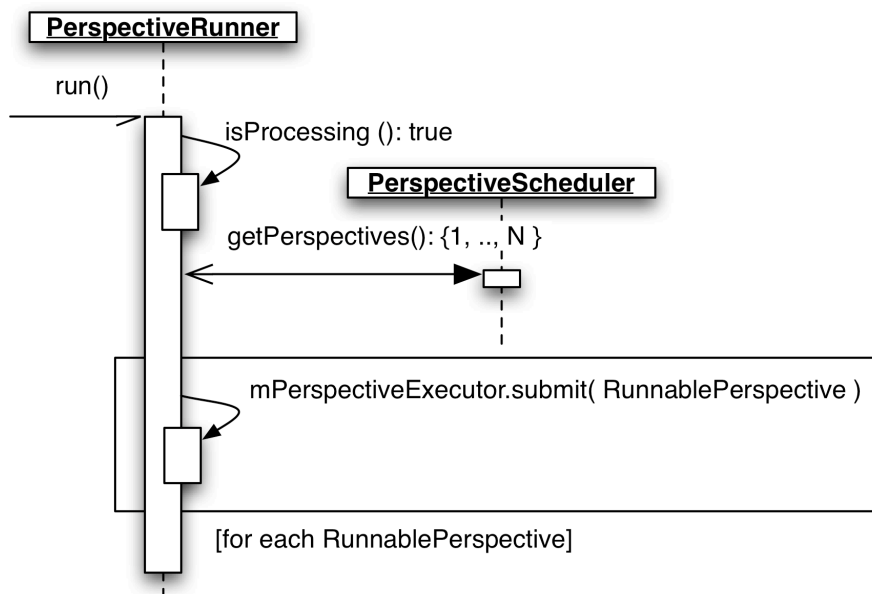 PerspectiveRunner
run()
isProcessing (): true
PerspectiveScheduler
getPerspectives(): {1, .., N }
mPerspectiveExecutor.submit( RunnablePerspective )
[for each RunnablePerspective]